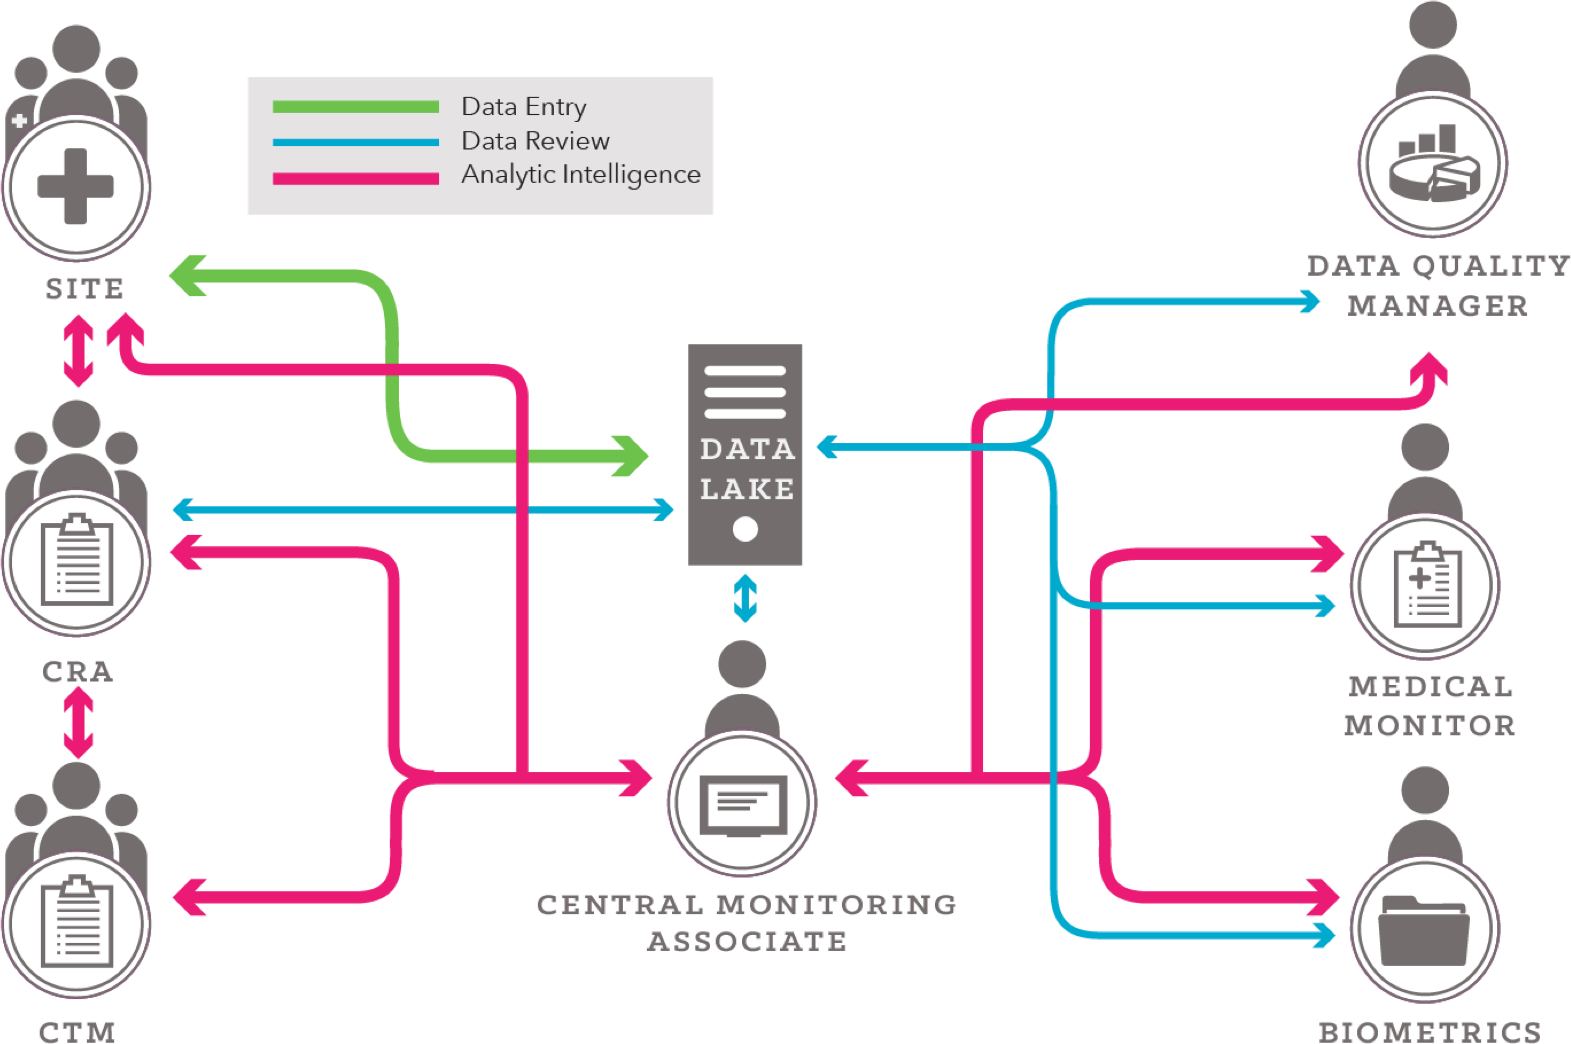 Data Entry
Data Review
Analytic Intelligence
SITE
DATA QUALITY
MANAGER
DATA
LAKE
CRA
MEDICAL
MONITOR
CENTRAL MONITORING
ASSOCIATE
CTM
BIOMETRICS